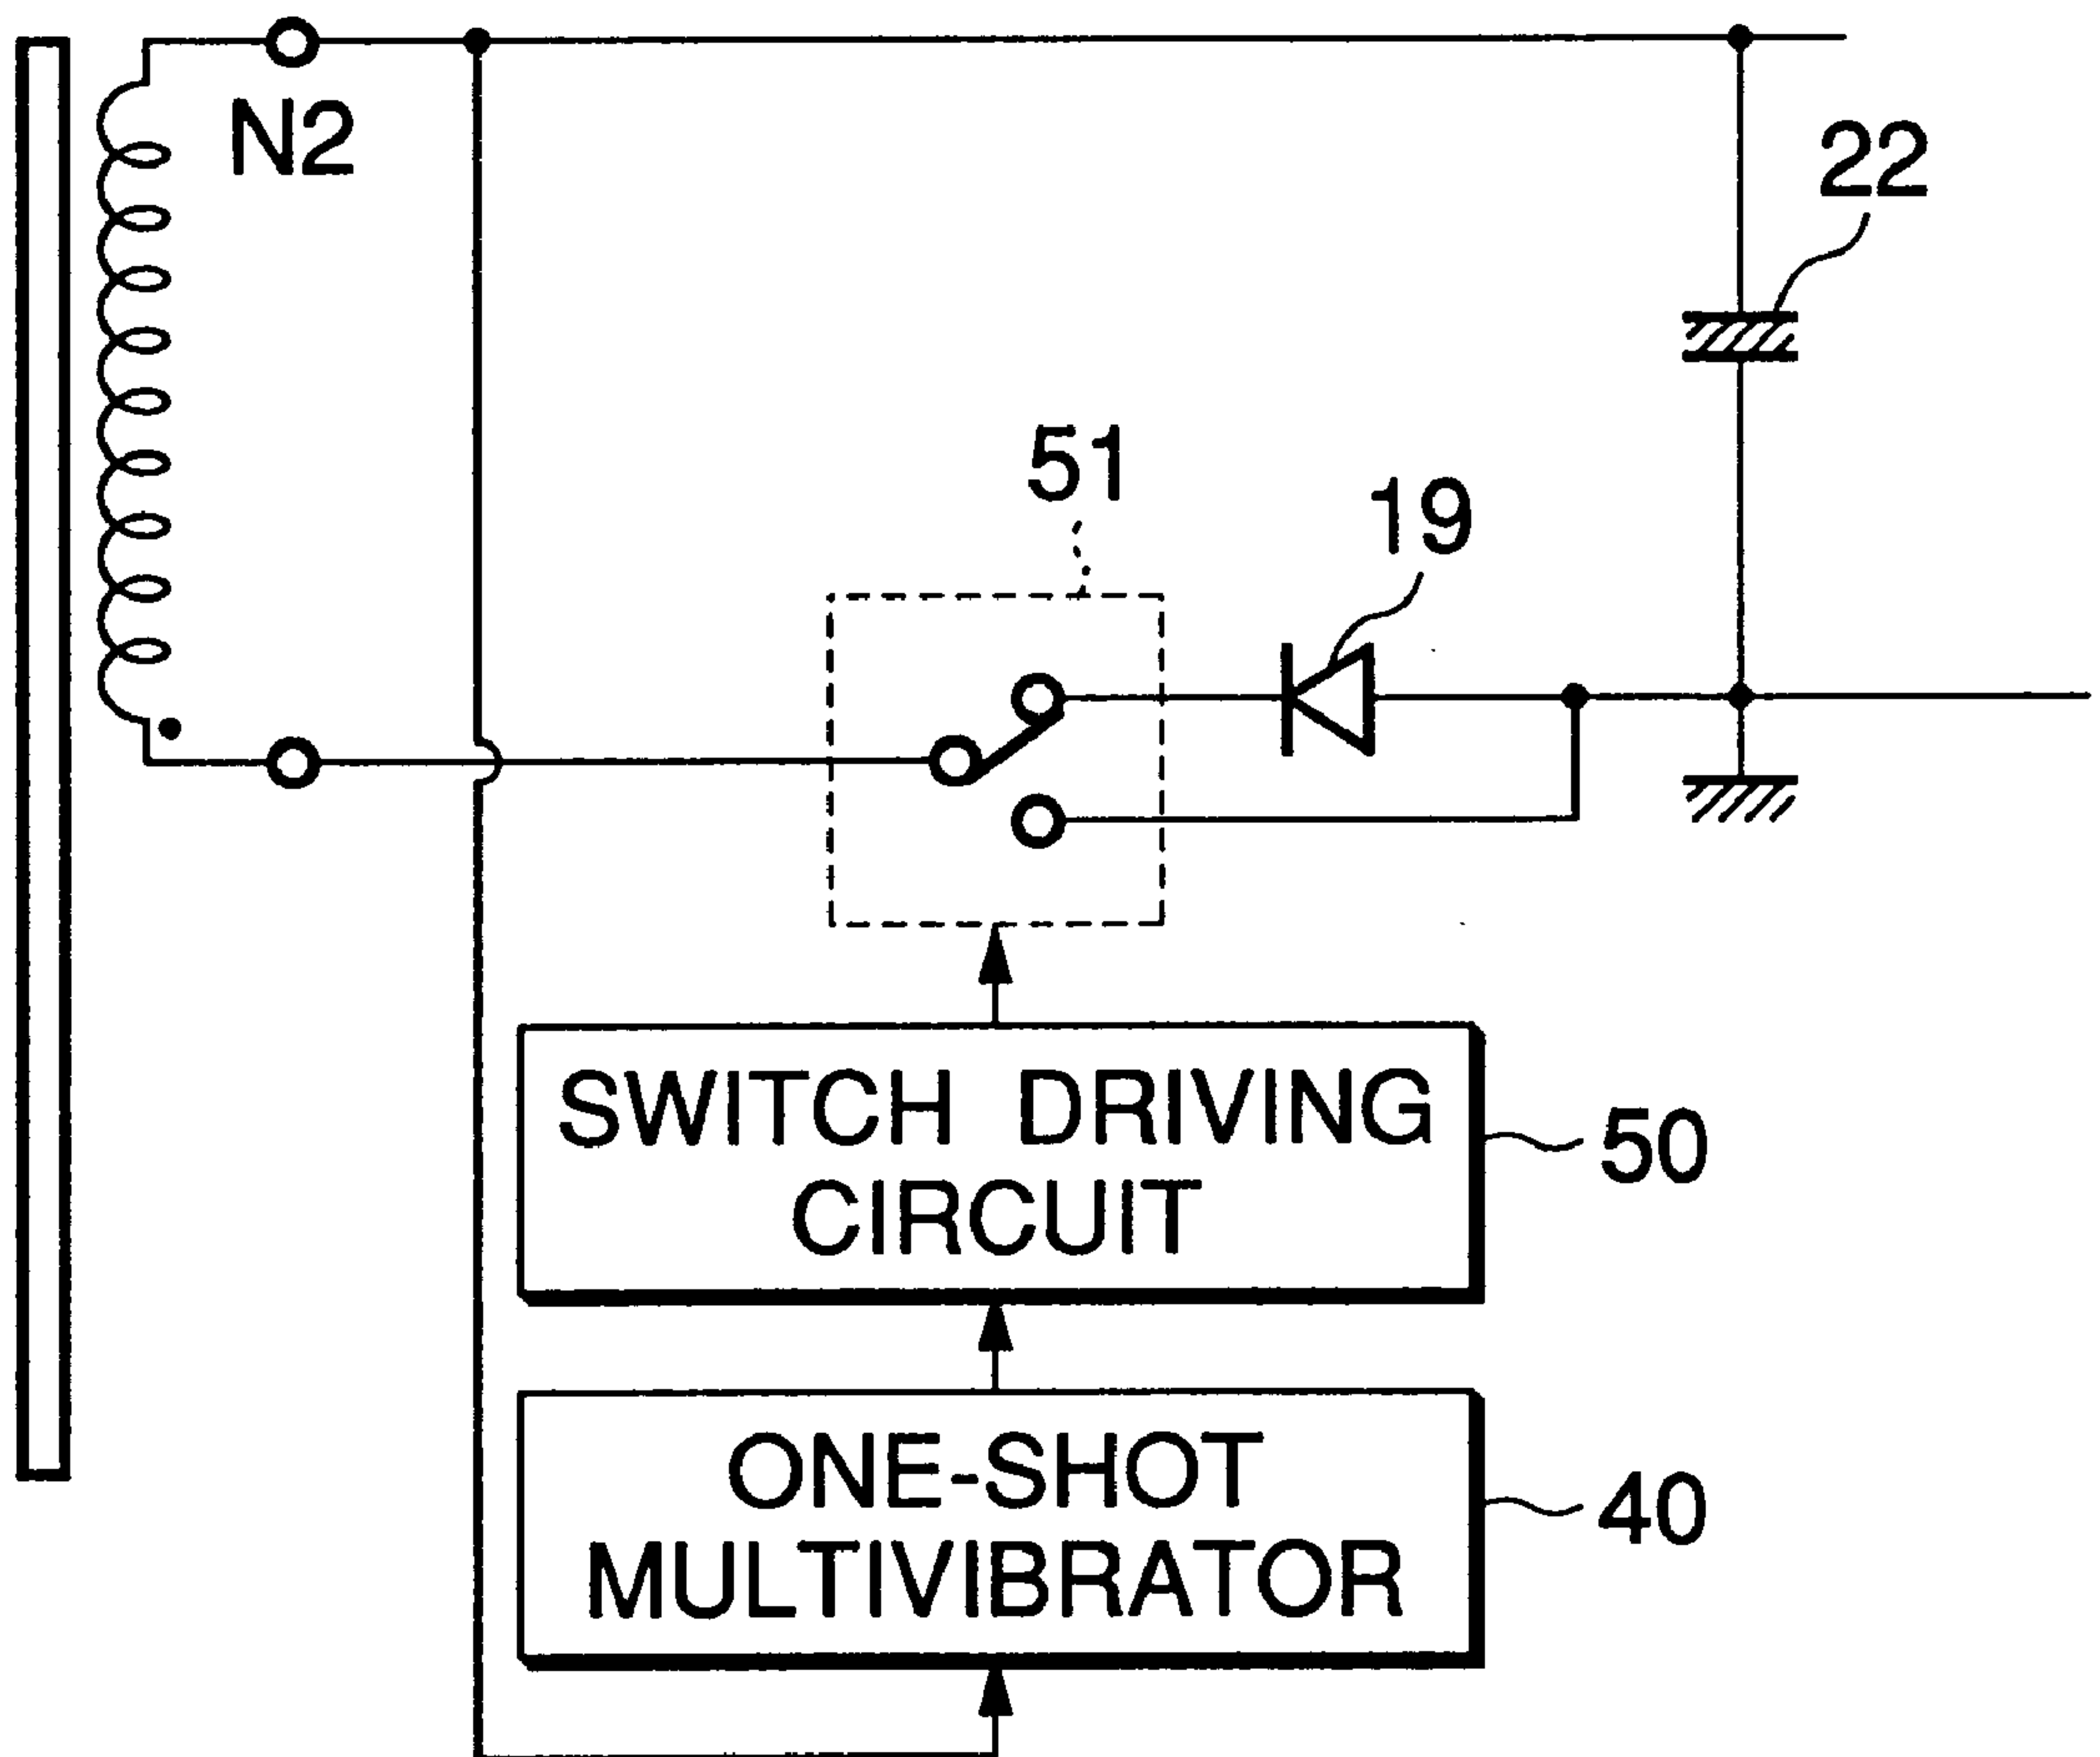 N2
22
51
19
SWITCH DRIVING
CIRCUIT
50
ONE-SHOT
MULTIVIBRATOR
40